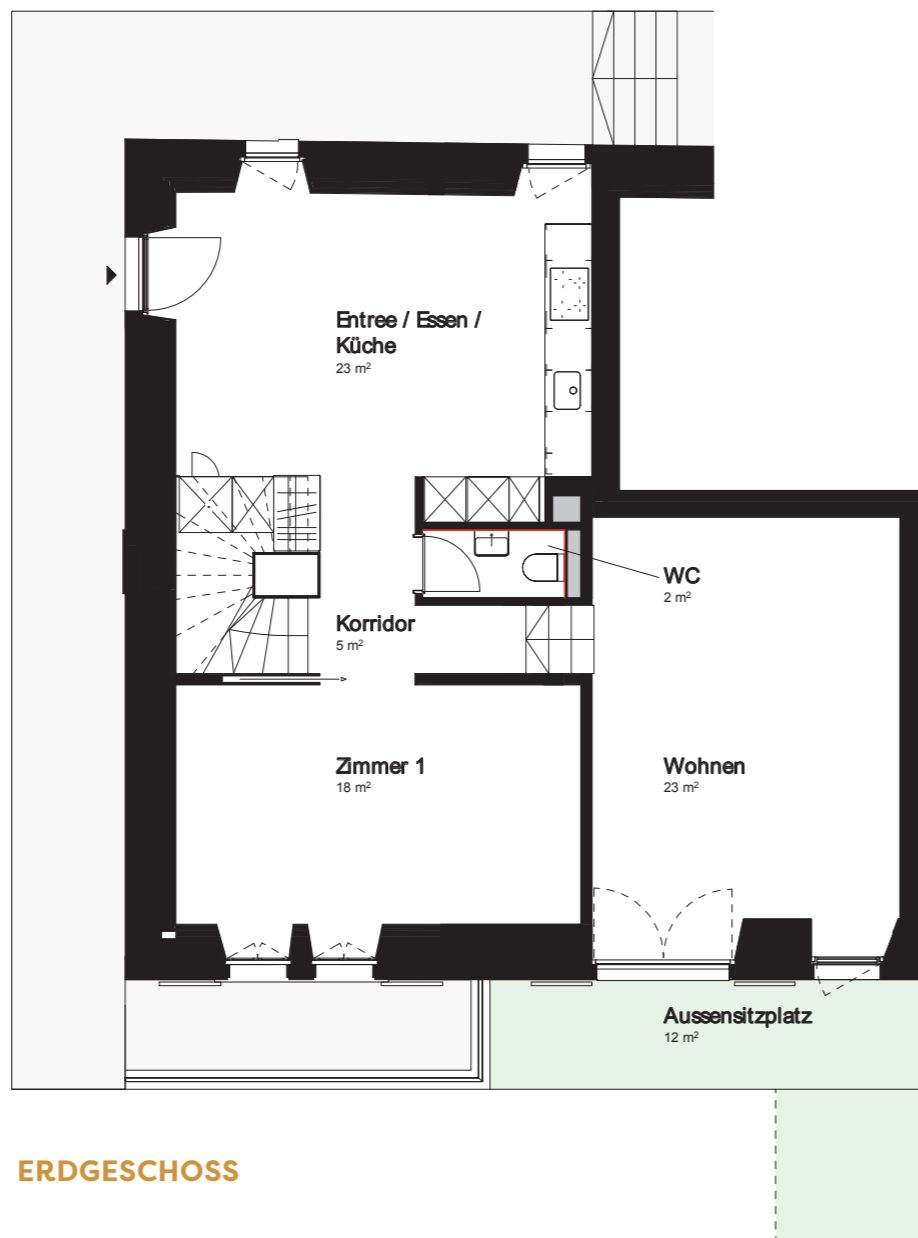 Entree / Essen /
Küche
23 m²
WC
2 m²
Korridor
5 m²
Zimmer 1
18 m²
Wohnen
23 m²
Aussensitzplatz
12 m²
ERDGESCHOSS